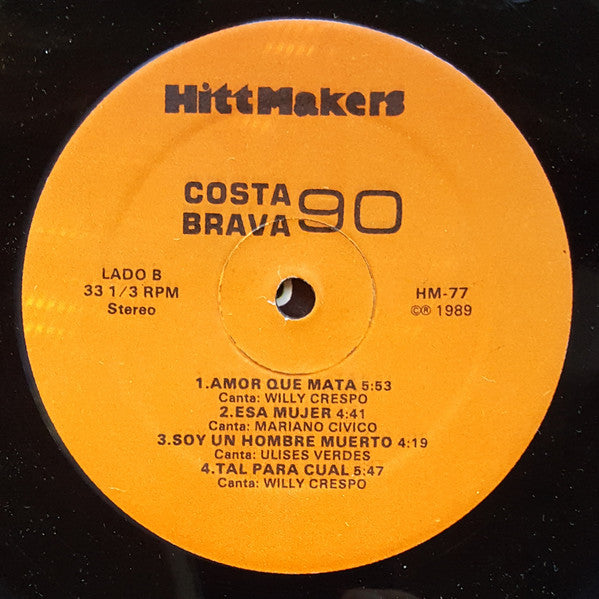 HittMakers
COSTA
BRAVA 90
LADO B
33 1/3 RPM
Stereo
HM-77
©℗ 1989
1.AMOR QUE MATA 5:53
Canta: WILLY CRESPO
2.ESA MUJER 4:41
Canta: MARIANO CIVICO
3.SOY UN HOMBRE MUERTO 4:19
Canta: ULISES VERDES
4.TAL PARA CUAL 5:47
Canta: WILLY CRESPO